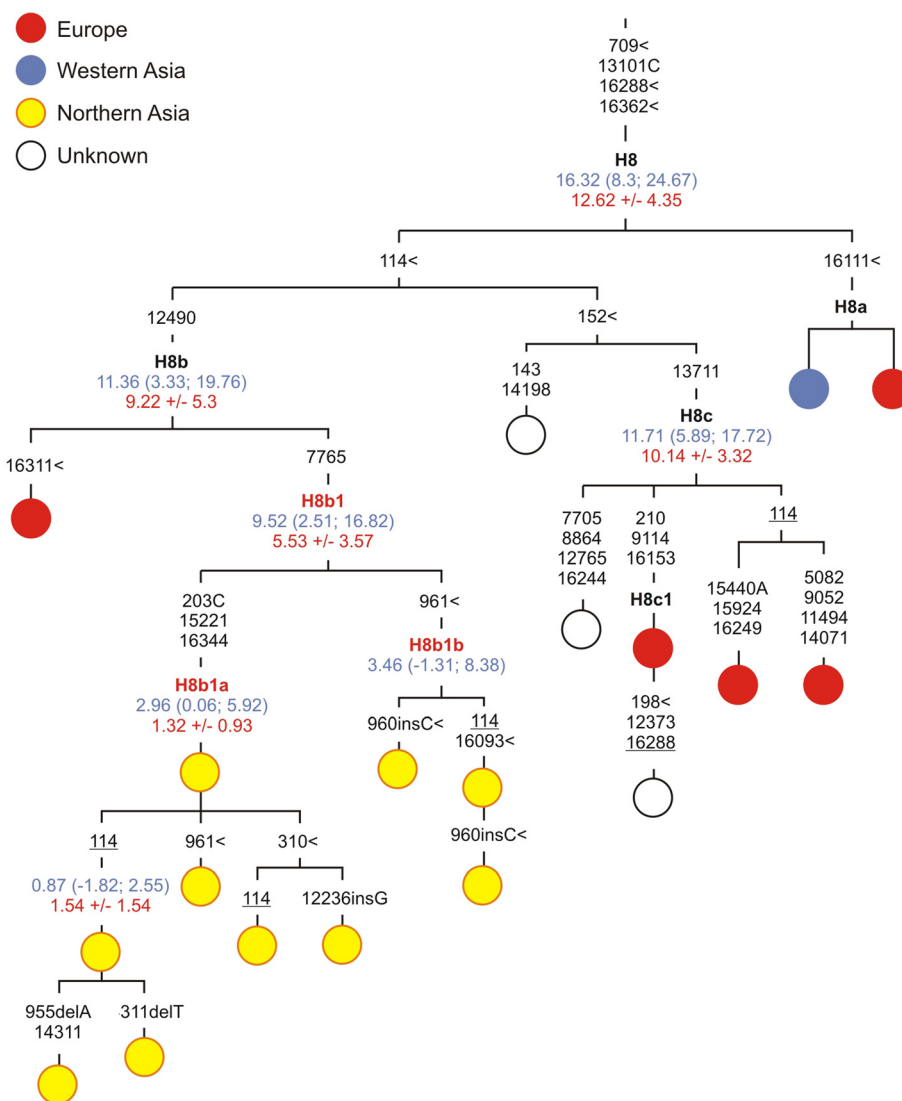 Europe
Western Asia
Northern Asia
Unknown
709<
13101C
16288<
16362<
H8
16.32 (8.3; 24.67)
12.62 +/- 4.35
114<
16111<
H8a
12490
H8b
11.36 (3.33; 19.76)
9.22 +/- 5.3
152<
143
14198
13711
H8c
11.71 (5.89; 17.72)
10.14 +/- 3.32
16311<
7765
H8b1
9.52 (2.51; 16.82)
5.53 +/- 3.57
7705
8864
12765
16244
210
9114
16153
H8c1
198<
12373
16288
114
15440A
15924
16249
5082
9052
11494
14071
203C
15221
16344
H8b1a
2.96 (0.06; 5.92)
1.32 +/- 0.93
961<
H8b1b
3.46 (-1.31; 8.38)
960insC<
114
16093<
960insC<
114
0.87 (-1.82; 2.55)
1.54 +/- 1.54
961<
310<
114
12236insG
955delA
14311
311delT